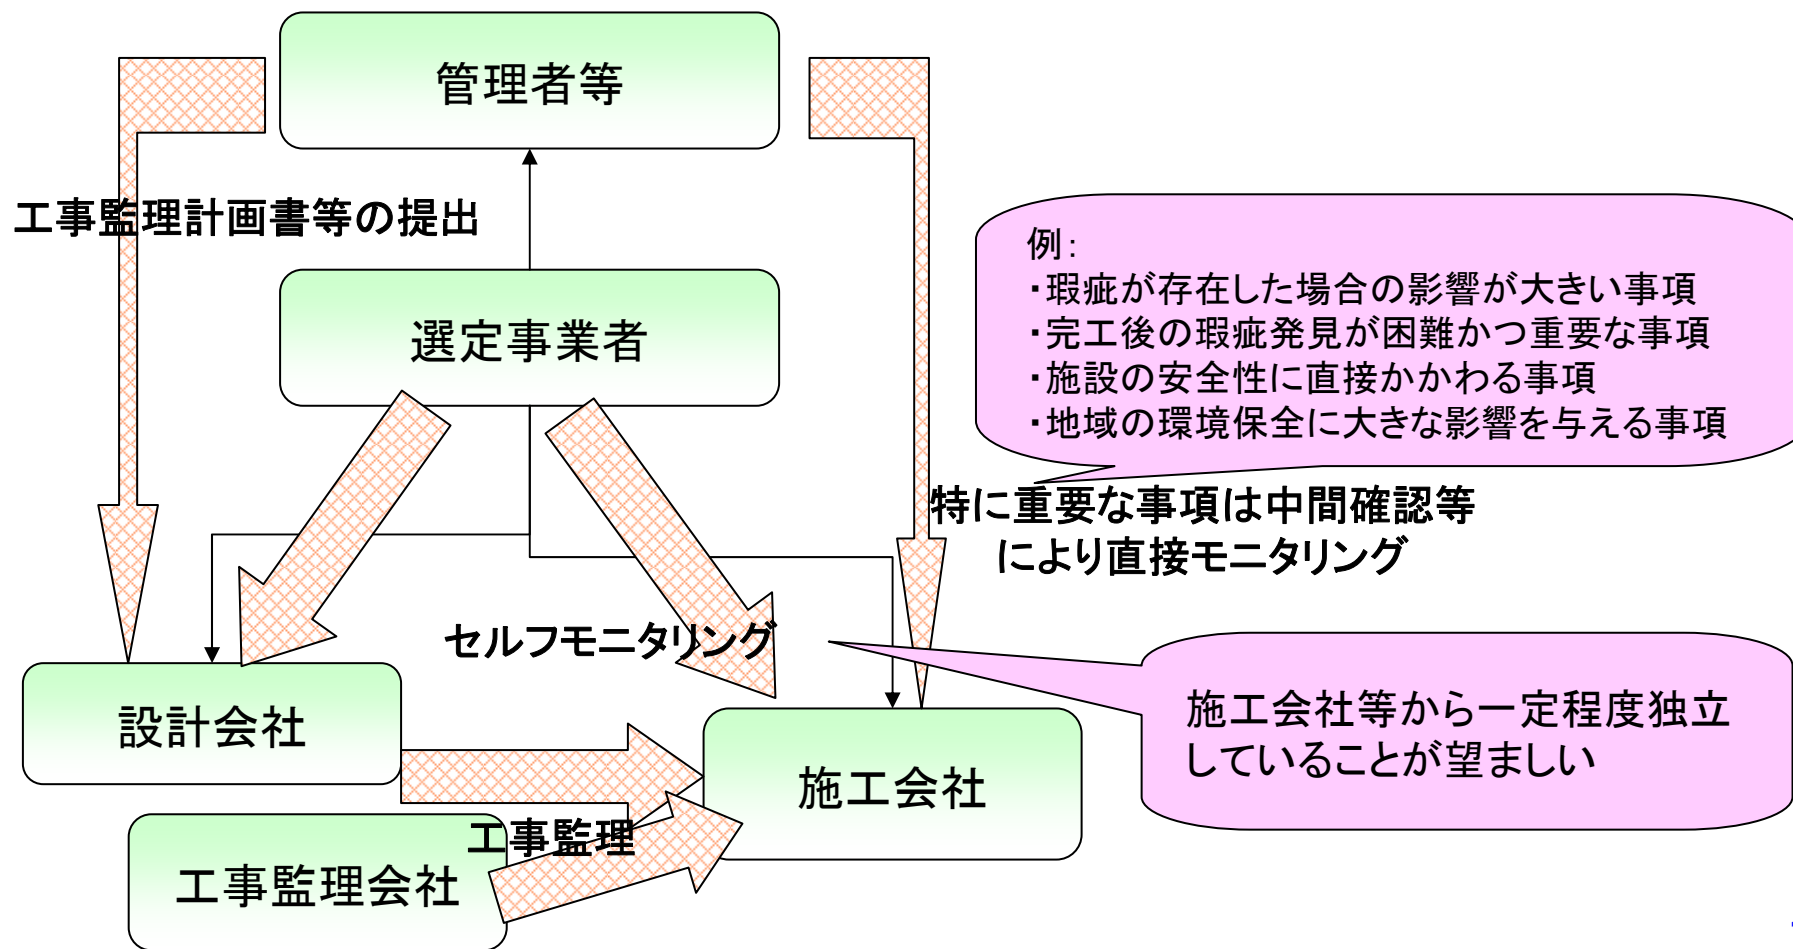 管理者等
工事監理計画書等の提出
選定事業者
例：
・瑕疵が存在した場合の影響が大きい事項
・完工後の瑕疵発見が困難かつ重要な事項
・施設の安全性に直接かかわる事項
・地域の環境保全に大きな影響を与える事項
特に重要な事項は中間確認等
により直接モニタリング
セルフモニタリング
設計会社
施工会社
施工会社等から一定程度独立
していることが望ましい
工事監理
工事監理会社